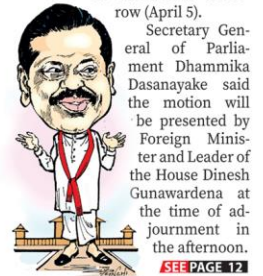 row (April 5).
Secretary Gen-
eral of Parlia-
ment Dhammika
Dasanayake said
the motion will
be presented by
Foreign Minis-
ter and Leader of
the House Dinesh
Gunawardena at
the time of ad-
journment in
the afternoon.
SEE PAGE 12